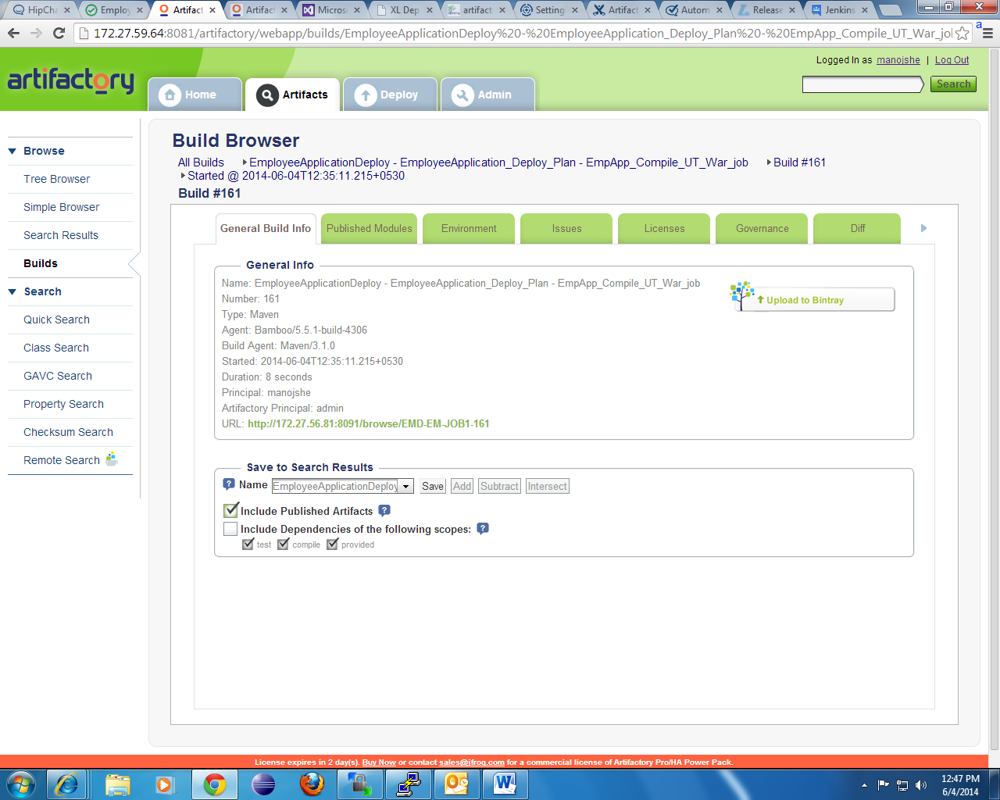 HipCha
Employ
Artifact
Artifact
Micros
XL Dep
artifact
Setting
Artifact
Autom
Release
Jenkins
172.27.59.64:8081/artifactory/webapp/builds/EmployeeApplicationDeploy%20-%20EmployeeApplication_Deploy_Plan%20-%20EmpApp_Compile_UT_War_jol
a
artifactory
Logged In as manojshe | Log Out
Search
Home
Artifacts
Deploy
Admin
Browse
Tree Browser
Simple Browser
Search Results
Builds
Search
Quick Search
Class Search
GAVC Search
Property Search
Checksum Search
Remote Search
Build Browser
All Builds EmployeeApplicationDeploy - EmployeeApplication_Deploy_Plan - EmpApp_Compile_UT_War_job Build #161
Started @ 2014-06-04T12:35:11.215+0530
Build #161
General Build Info
Published Modules
Environment
Issues
Licenses
Governance
Diff
General Info
Name: EmployeeApplicationDeploy - EmployeeApplication_Deploy_Plan - EmpApp_Compile_UT_War_job
Number: 161
Type: Maven
Agent: Bamboo/5.5.1-build-4306
Build Agent: Maven/3.1.0
Started: 2014-06-04T12:35:11.215+0530
Duration: 8 seconds
Principal: manojshe
Artifactory Principal: admin
URL: http://172.27.56.81:8091/browse/EMD-EM-JOB1-161
Upload to Bintray
Save to Search Results
? Name EmployeeApplicationDeploy Save Add Subtract Intersect
Include Published Artifacts ?
Include Dependencies of the following scopes: ?
test compile provided
License expires in 2 day(s). Buy Now or contact sales@jfrog.com for a commercial license of Artifactory Pro/HA Power Pack.
12:47 PM
6/4/2014